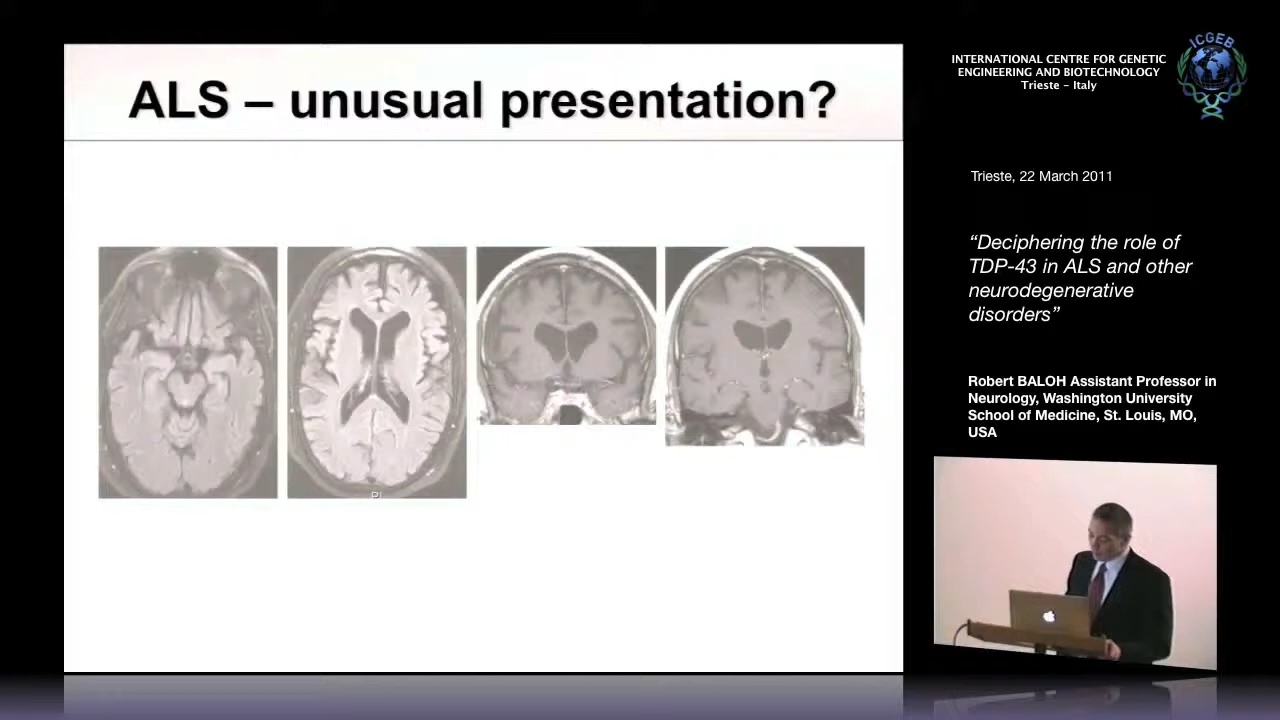 ALS – unusual presentation?
INTERNATIONAL CENTRE FOR GENETIC
ENGINEERING AND BIOTECHNOLOGY
Trieste – Italy
ICGEB
Trieste, 22 March 2011
“Deciphering the role of
TDP-43 in ALS and other
neurodegenerative
disorders”
Robert BALOH Assistant Professor in
Neurology, Washington University
School of Medicine, St. Louis, MO,
USA